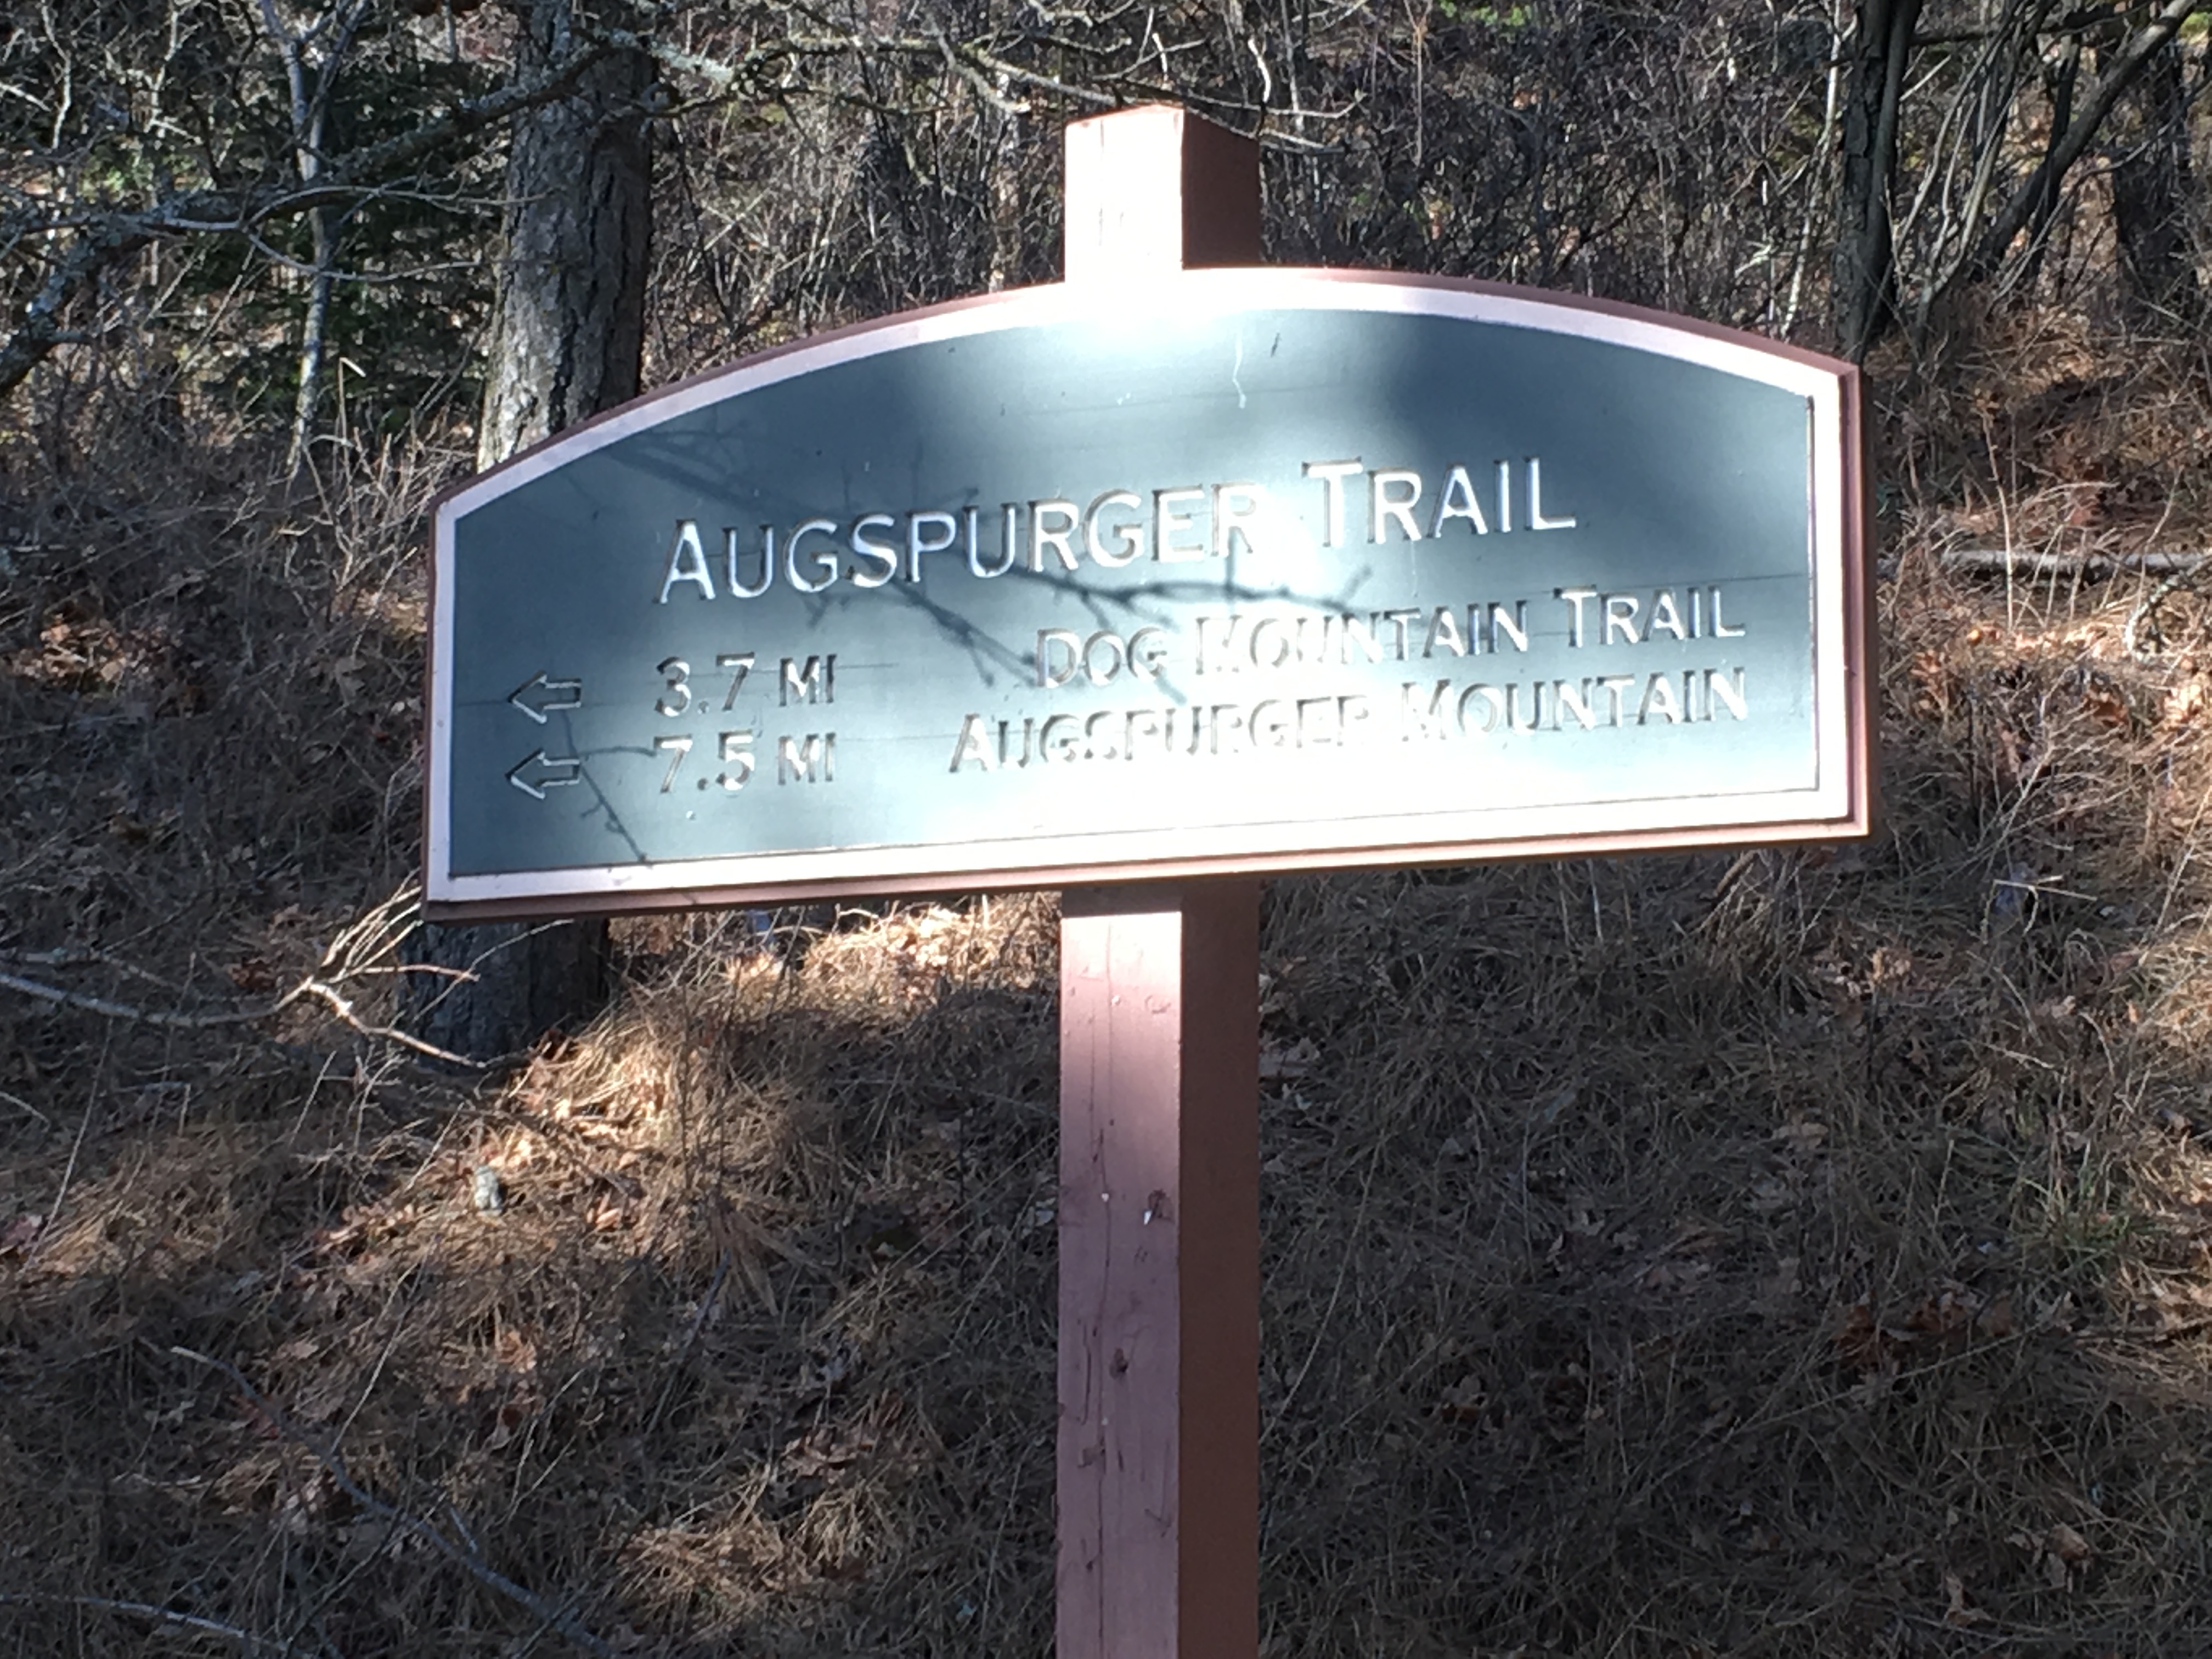 AUGSPURGER TRAIL
⇦ 3.7 MI DOG MOUNTAIN TRAIL
⇦ 7.5 MI AUGSPURGER MOUNTAIN